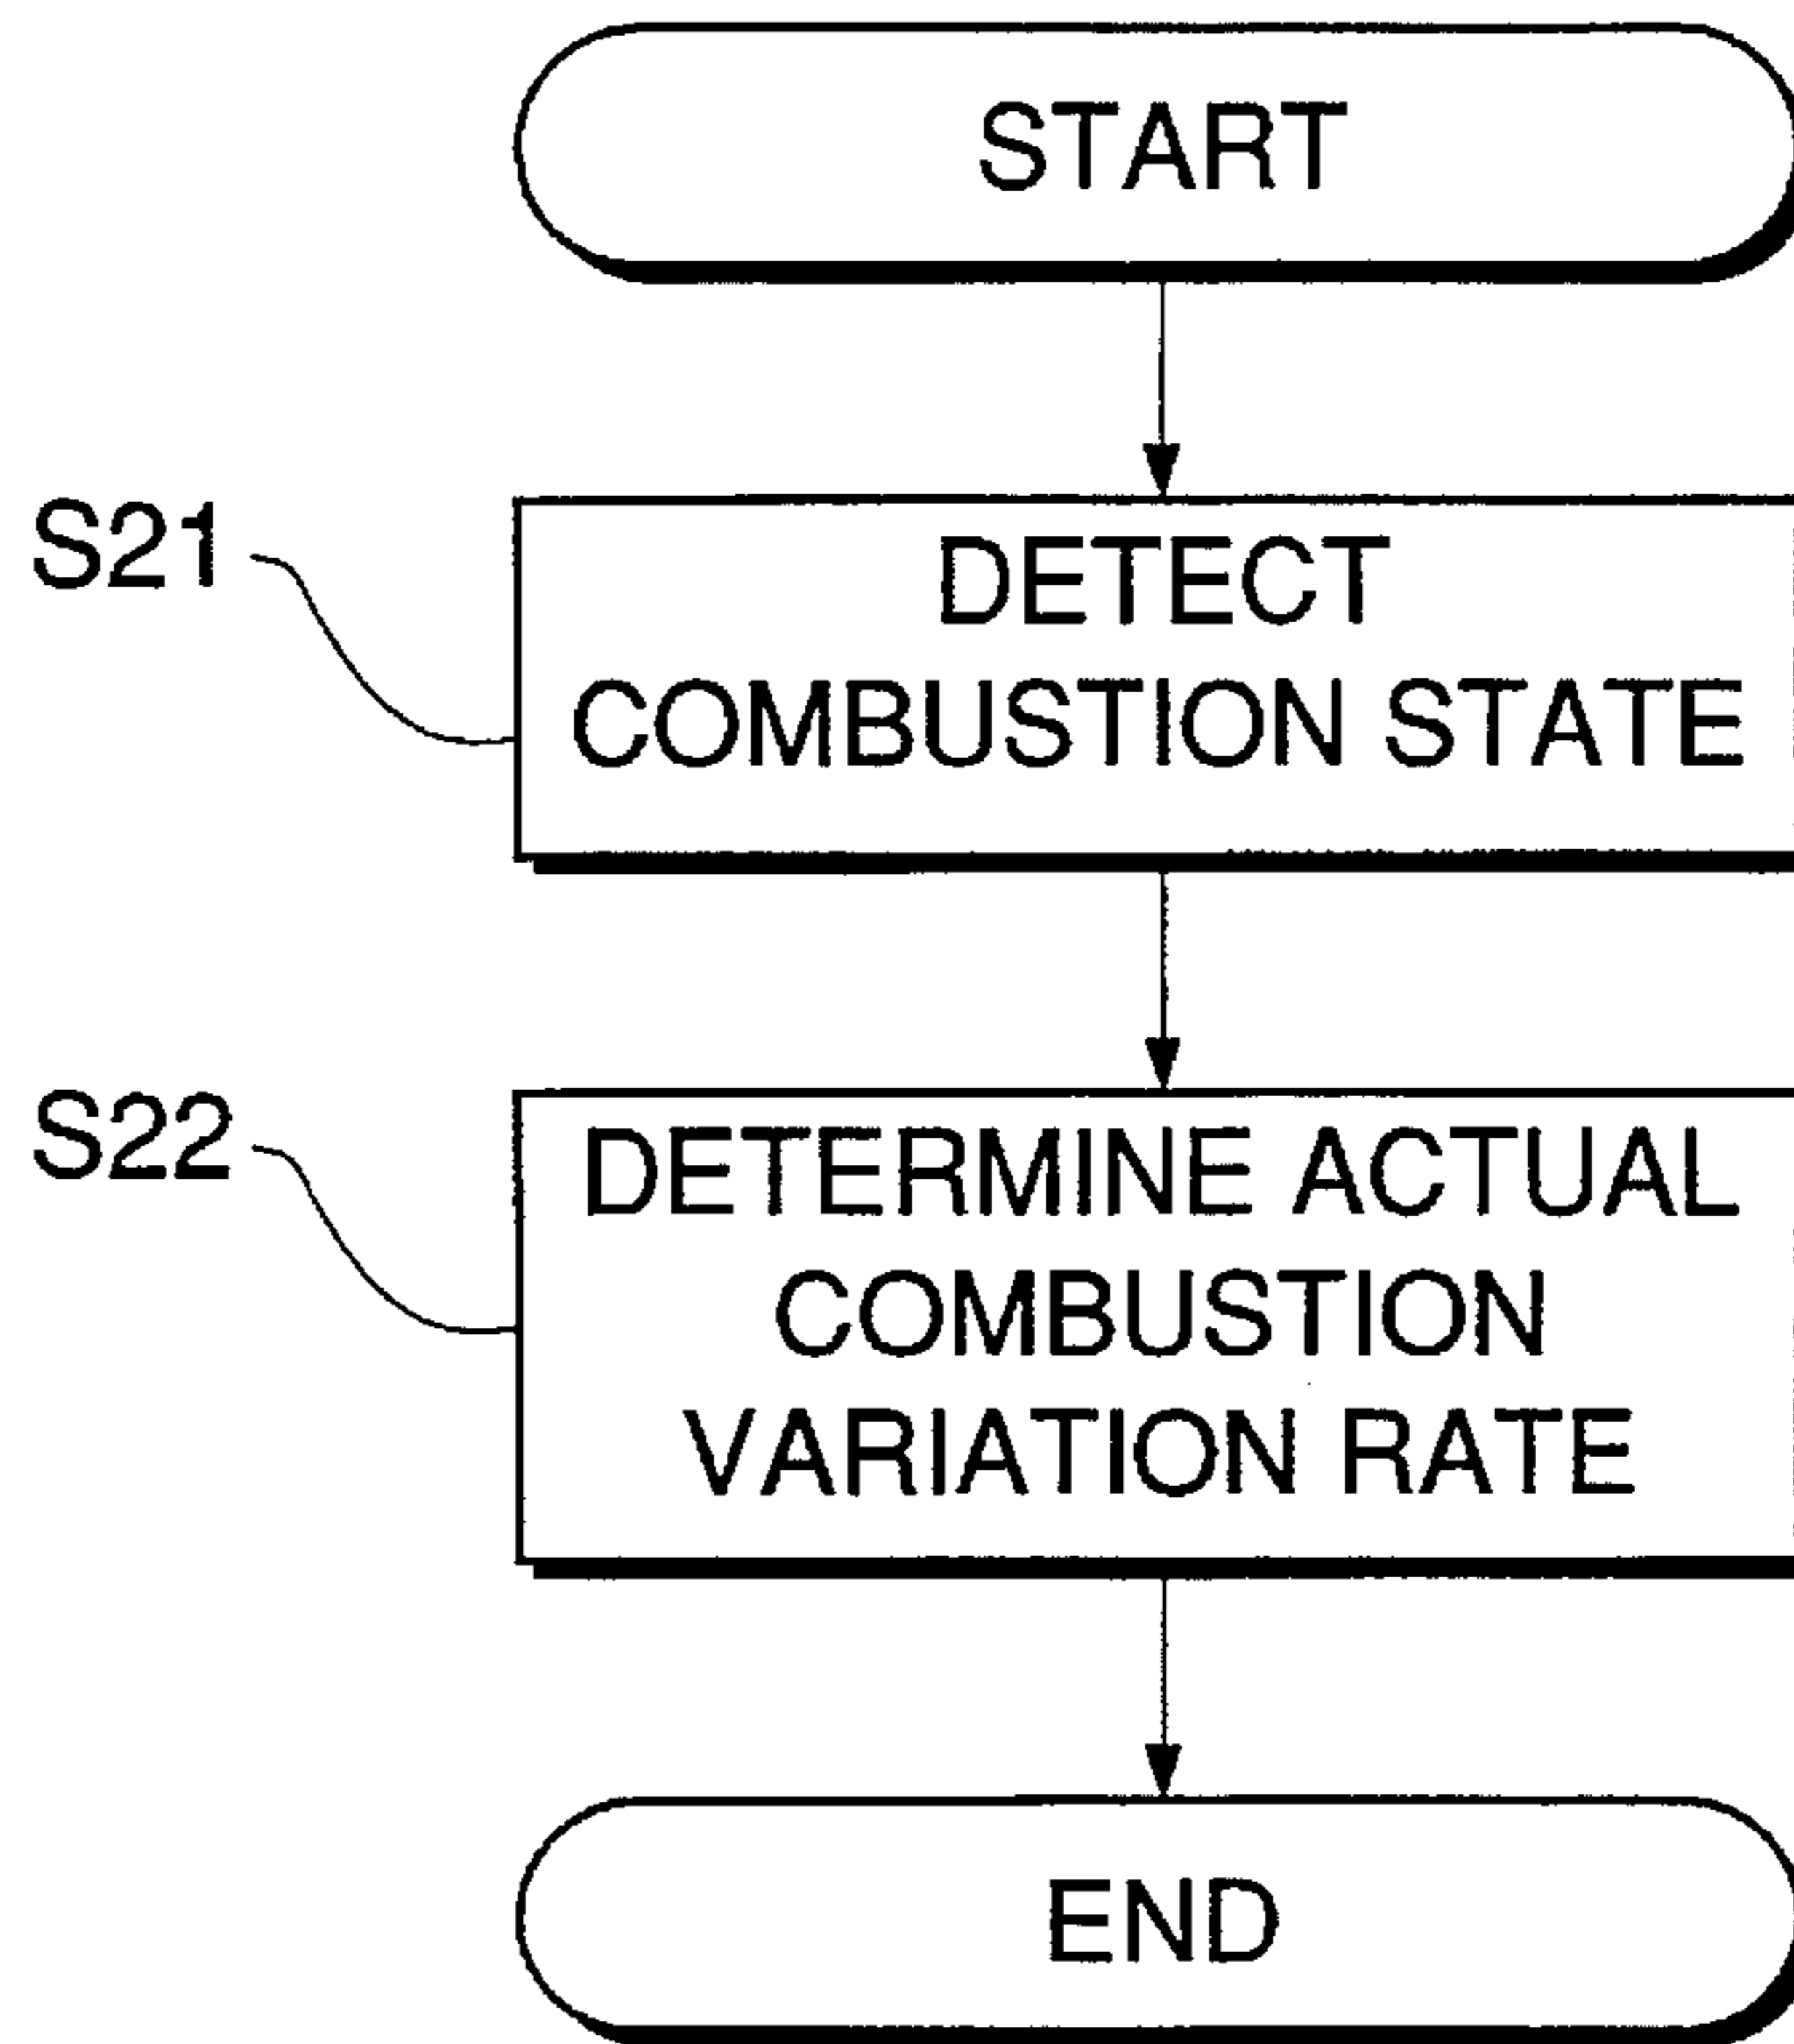 START
S21
DETECT
COMBUSTION STATE
S22
DETERMINE ACTUAL
COMBUSTION
VARIATION RATE
END